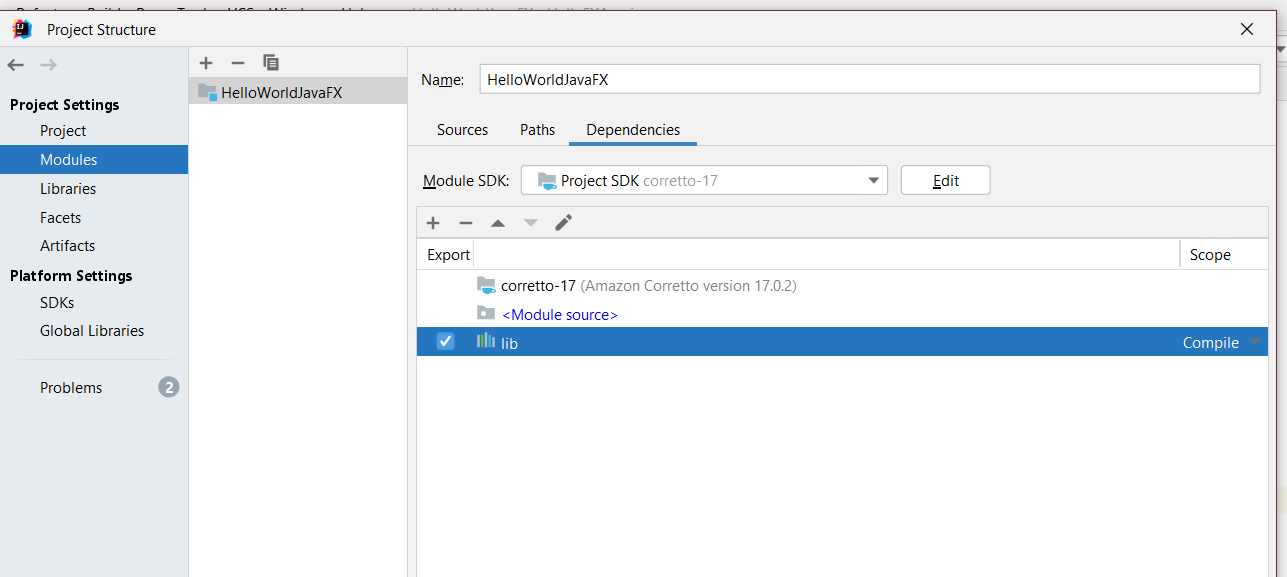 Project Structure
Project Settings
Project
Modules
Libraries
Facets
Artifacts
Platform Settings
SDKs
Global Libraries
Problems 2
HelloWorldJavaFX
Name: HelloWorldJavaFX
Sources Paths Dependencies
Module SDK: Project SDK corretto-17 Edit
Export Scope
corretto-17 (Amazon Corretto version 17.0.2)
<Module source>
lib Compile